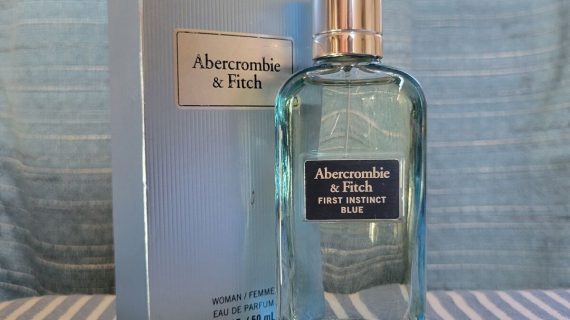 Abercrombie
& Fitch
WOMAN / FEMME
EAU DE PARFUM
50 mL
Abercrombie
& Fitch
FIRST INSTINCT
BLUE